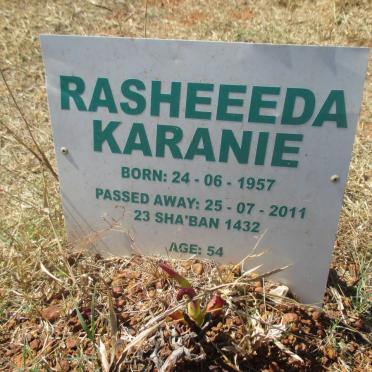 RASHEEEDA
KARANIE
BORN: 24 - 06 - 1957
PASSED AWAY: 25 - 07 - 2011
23 SHA'BAN 1432
AGE: 54